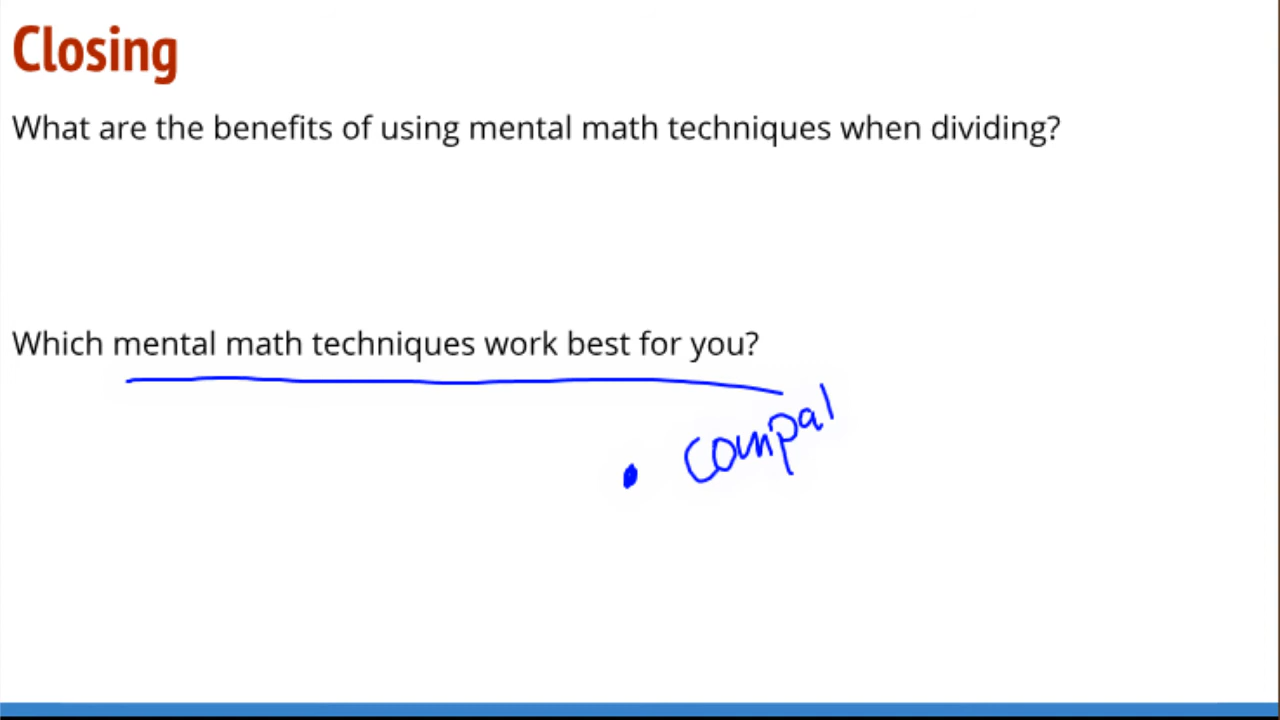 Closing
What are the benefits of using mental math techniques when dividing?
Which mental math techniques work best for you?
compal